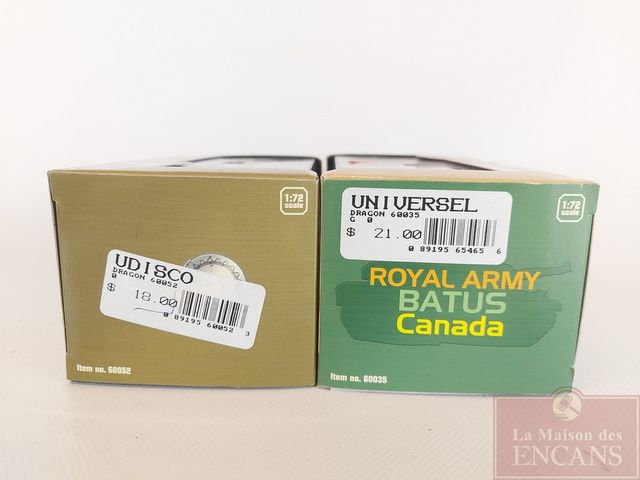 1:72
scale
UDISCO
DRAGON 60052
0
$ 18.00
0 89195 60052 3
Item no. 60052
1:72
scale
UNIVERSEL
DRAGON 60035
G 0
$ 21.00
0 89195 65465 6
ROYAL ARMY
BATUS
Canada
Item no. 60035
La Maison des
ENCANS